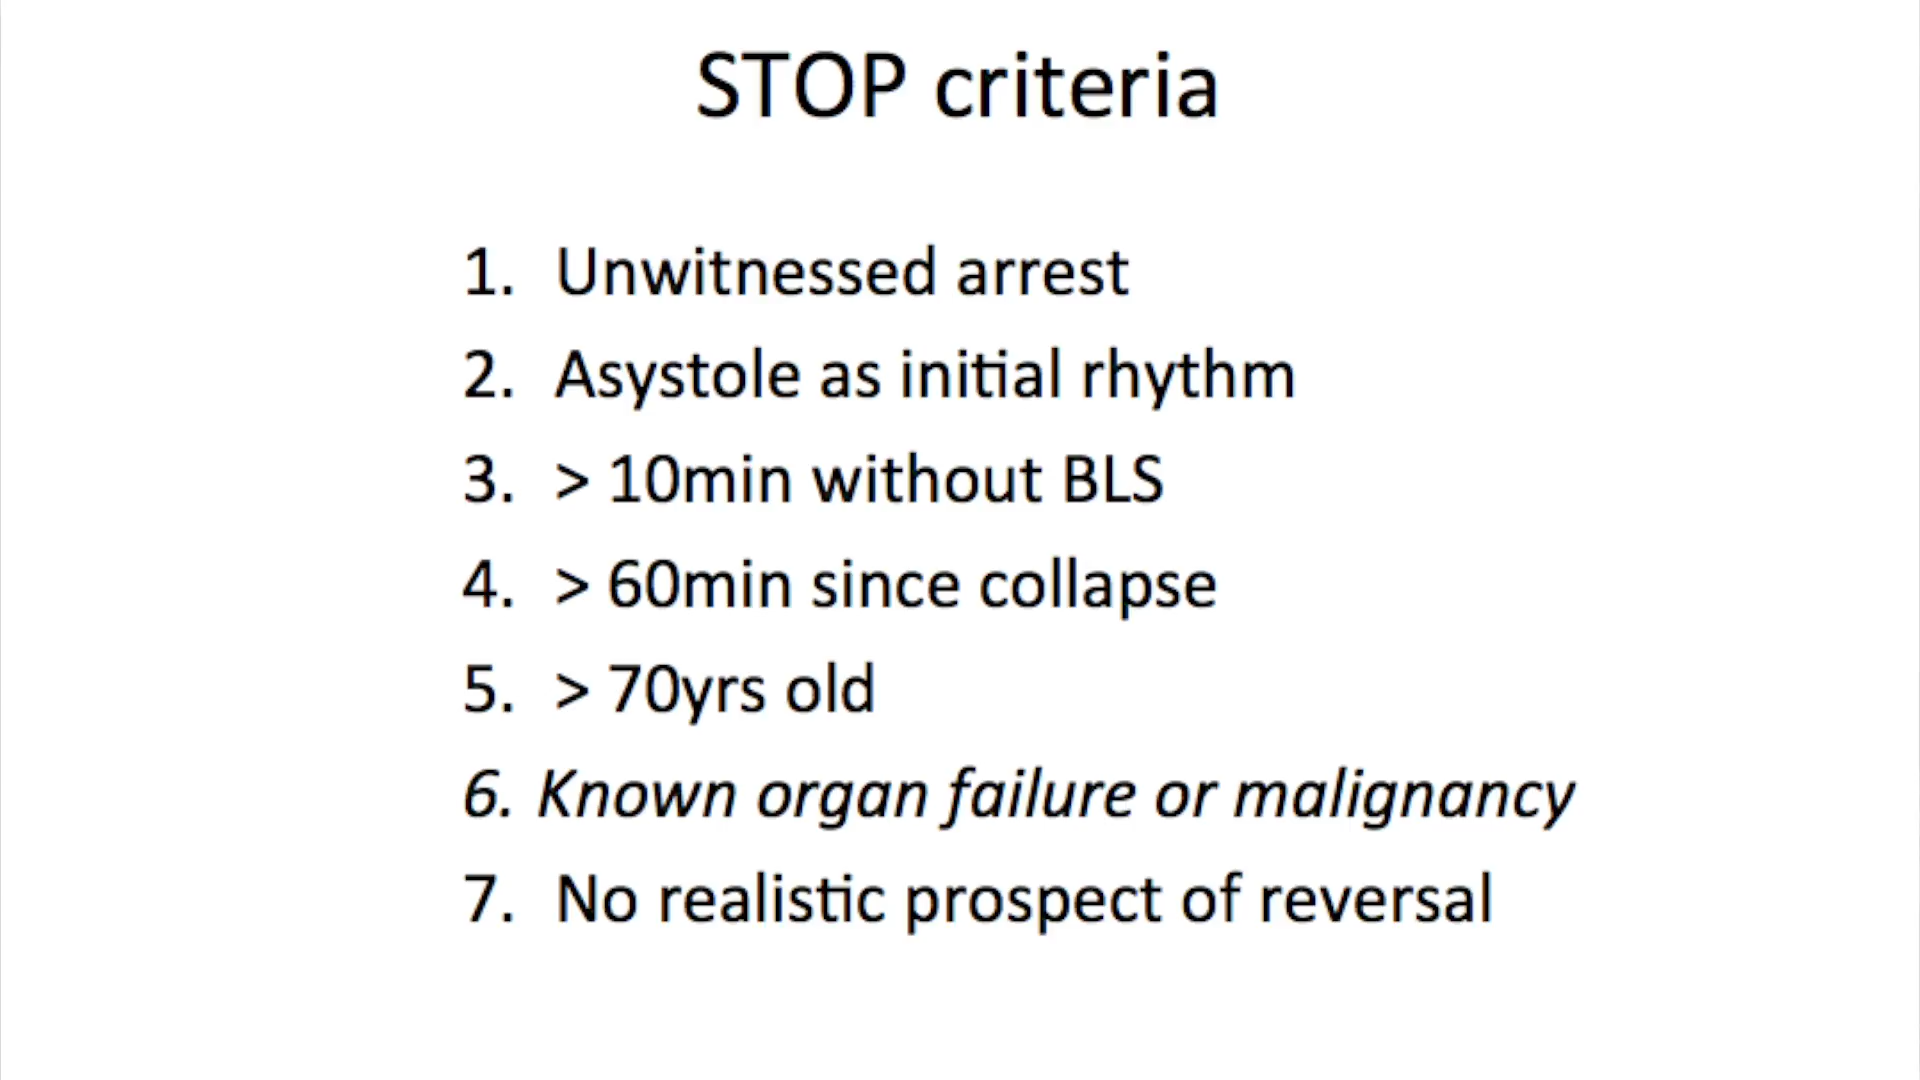 STOP criteria
1. Unwitnessed arrest
2. Asystole as initial rhythm
3. > 10min without BLS
4. > 60min since collapse
5. > 70yrs old
6. Known organ failure or malignancy
7. No realistic prospect of reversal